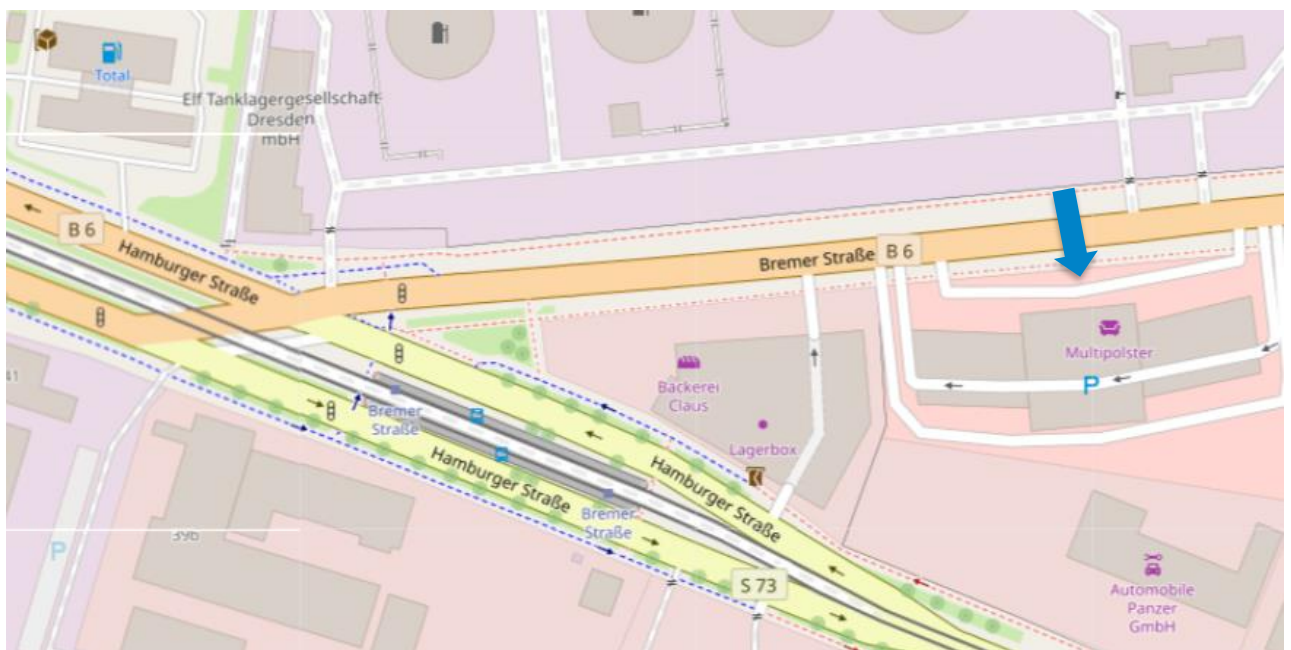 Total
Elf Tanklagergesellschaft
Dresden
mbH
B 6
Hamburger Straße
Bremer Straße
B 6
Multipolster
P
Bäckerei
Claus
Lagerbox
41
Bremer
Straße
Hamburger Straße
Hamburger Straße
Bremer
Straße
39b
P
S 73
Automobile
Panzer
GmbH